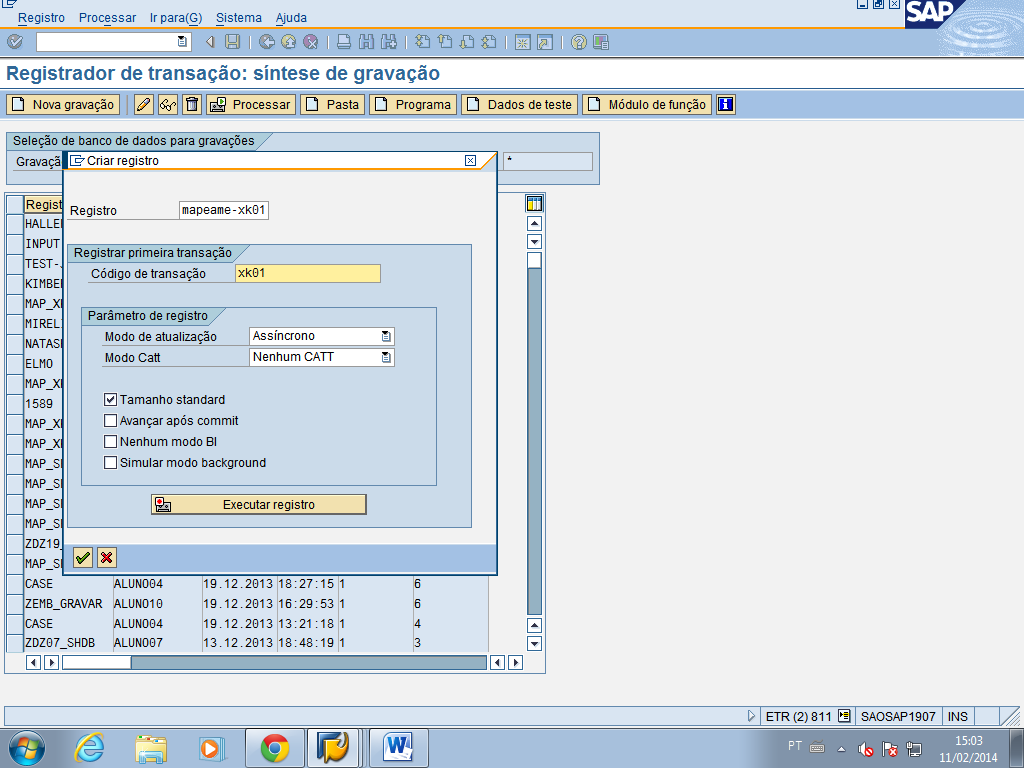 Registro Processar Ir para(G) Sistema Ajuda
SAP
Registrador de transação: síntese de gravação
Nova gravação Processar Pasta Programa Dados de teste Módulo de função
Seleção de banco de dados para gravações
Gravaçã *
Criar registro
Registro mapeame-xk01
Registrar primeira transação
Código de transação xk01
Parâmetro de registro
Modo de atualização Assíncrono
Modo Catt Nenhum CATT
Tamanho standard
Avançar após commit
Nenhum modo BI
Simular modo background
Executar registro
Regist
HALLE
INPUT
TEST-
KIMBE
MAP_X
MIREL
NATAS
ELMO
MAP_X
1589
MAP_X
MAP_X
MAP_S
MAP_S
MAP_S
MAP_S
ZDZ19_
MAP_S
CASE ALUNO04 19.12.2013 18:27:15 1 6
ZEMB_GRAVAR ALUNO10 19.12.2013 16:29:53 1 6
CASE ALUNO04 19.12.2013 13:21:18 1 4
ZDZ07_SHDB ALUNO07 13.12.2013 18:48:19 1 3
ETR (2) 811 SAOSAP1907 INS
PT 15:03
11/02/2014